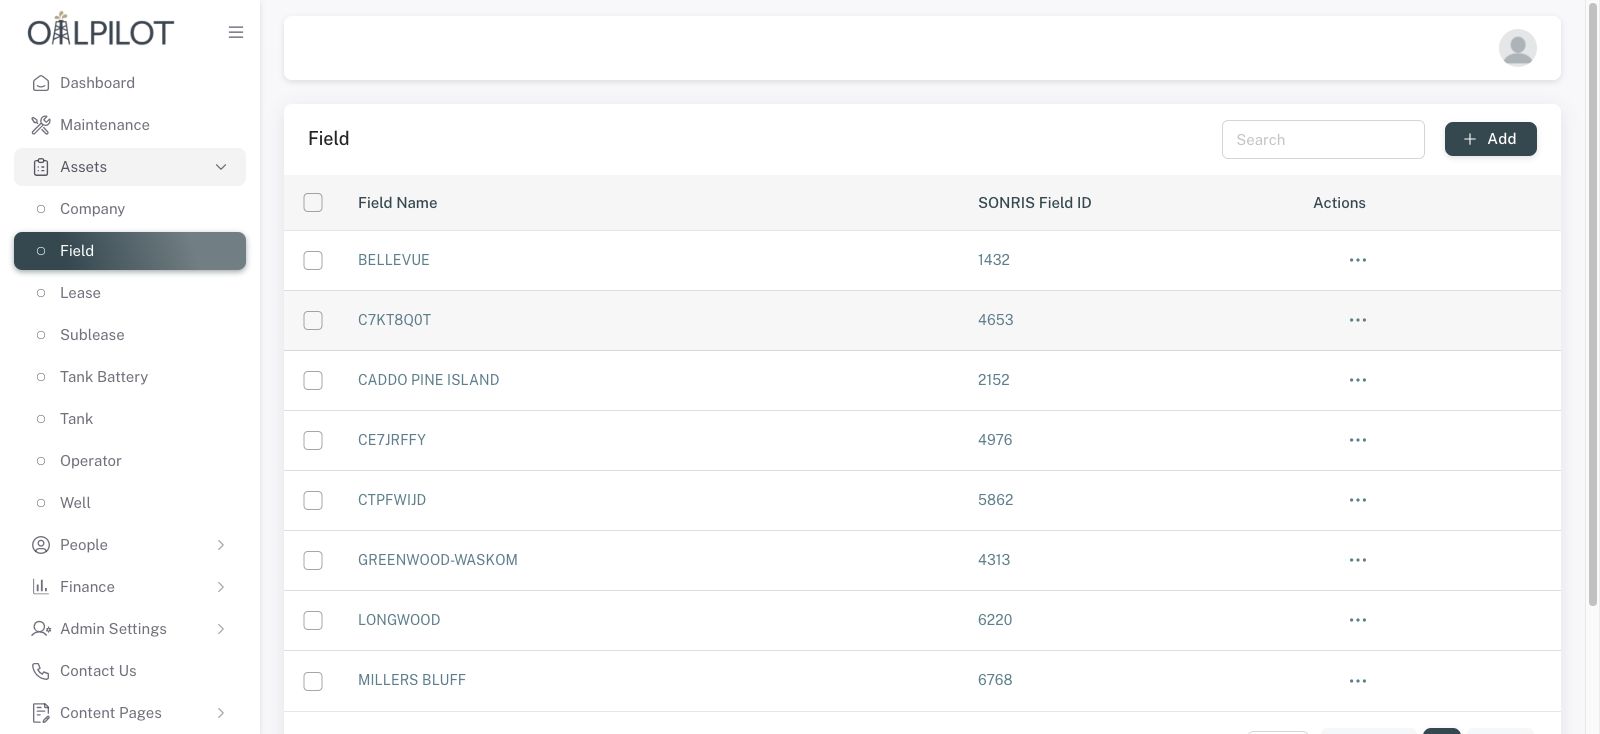 OILPILOT
Dashboard
Maintenance
Assets
Company
Field
Lease
Sublease
Tank Battery
Tank
Operator
Well
People
Finance
Admin Settings
Contact Us
Content Pages
Field
Search
Add
Field Name SONRIS Field ID Actions
BELLEVUE 1432
C7KT8Q0T 4653
CADDO PINE ISLAND 2152
CE7JRFFY 4976
CTPFWIJD 5862
GREENWOOD-WASKOM 4313
LONGWOOD 6220
MILLERS BLUFF 6768